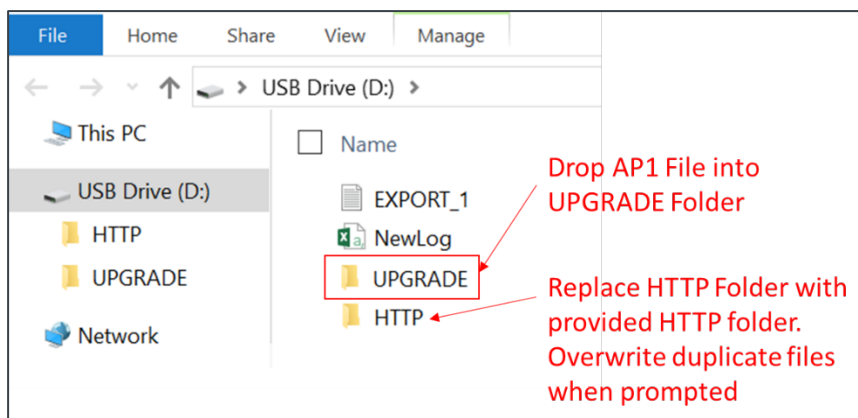 File Home Share View Manage
USB Drive (D:)
This PC
USB Drive (D:)
HTTP
UPGRADE
Network
Name
EXPORT_1
NewLog
UPGRADE
HTTP
Drop AP1 File into
UPGRADE Folder
Replace HTTP Folder with
provided HTTP folder.
Overwrite duplicate files
when prompted